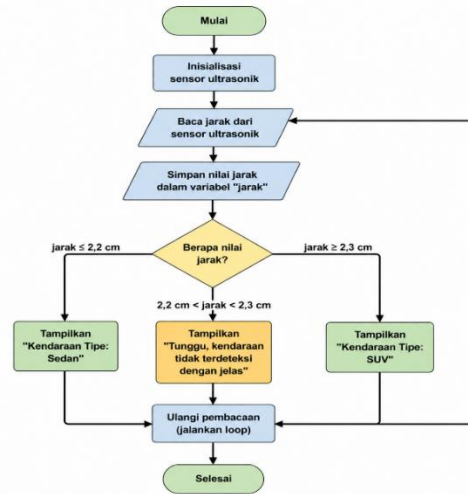 Mulai
Inisialisasi
sensor ultrasonik
Baca jarak dari
sensor ultrasonik
Simpan nilai jarak
dalam variabel "jarak"
jarak ≤ 2,2 cm
Berapa nilai
jarak?
jarak ≥ 2,3 cm
2,2 cm < jarak < 2,3 cm
Tampilkan
"Kendaraan Tipe:
Sedan"
Tampilkan
"Tunggu, kendaraan
tidak terdeteksi
dengan jelas"
Tampilkan
"Kendaraan Tipe:
SUV"
Ulangi pembacaan
(jalankan loop)
Selesai